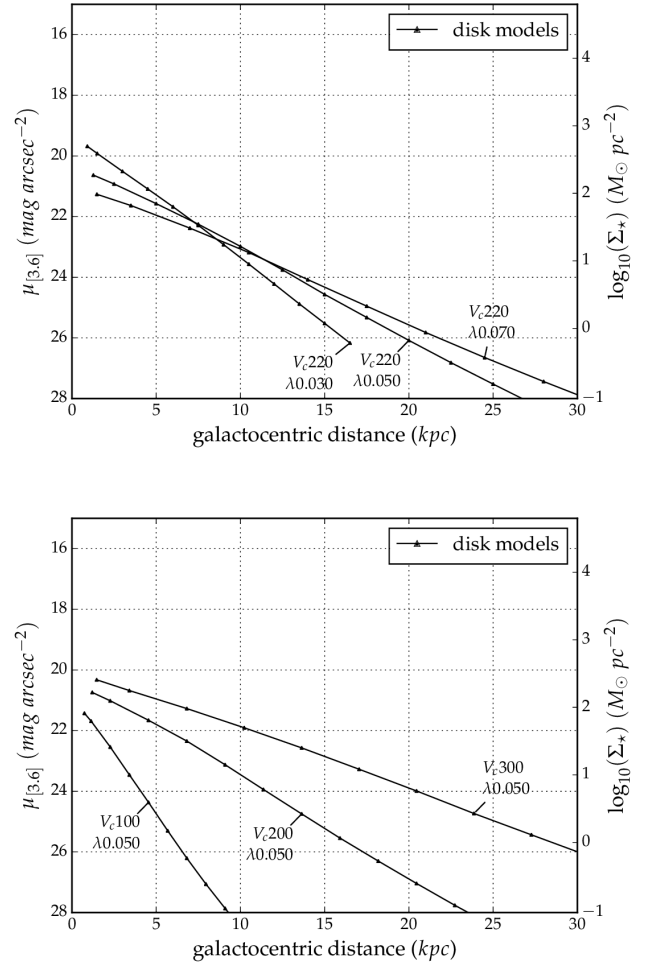 disk models
16
18
20
22
24
26
28
μ[3.6] (mag arcsec−2)
4
3
2
1
0
−1
log10(Σ⋆) (M⊙ pc−2)
Vc220
λ0.030
Vc220
λ0.050
Vc220
λ0.070
0 5 10 15 20 25 30
galactocentric distance (kpc)
disk models
16
18
20
22
24
26
28
μ[3.6] (mag arcsec−2)
4
3
2
1
0
−1
log10(Σ⋆) (M⊙ pc−2)
Vc100
λ0.050
Vc200
λ0.050
Vc300
λ0.050
0 5 10 15 20 25 30
galactocentric distance (kpc)